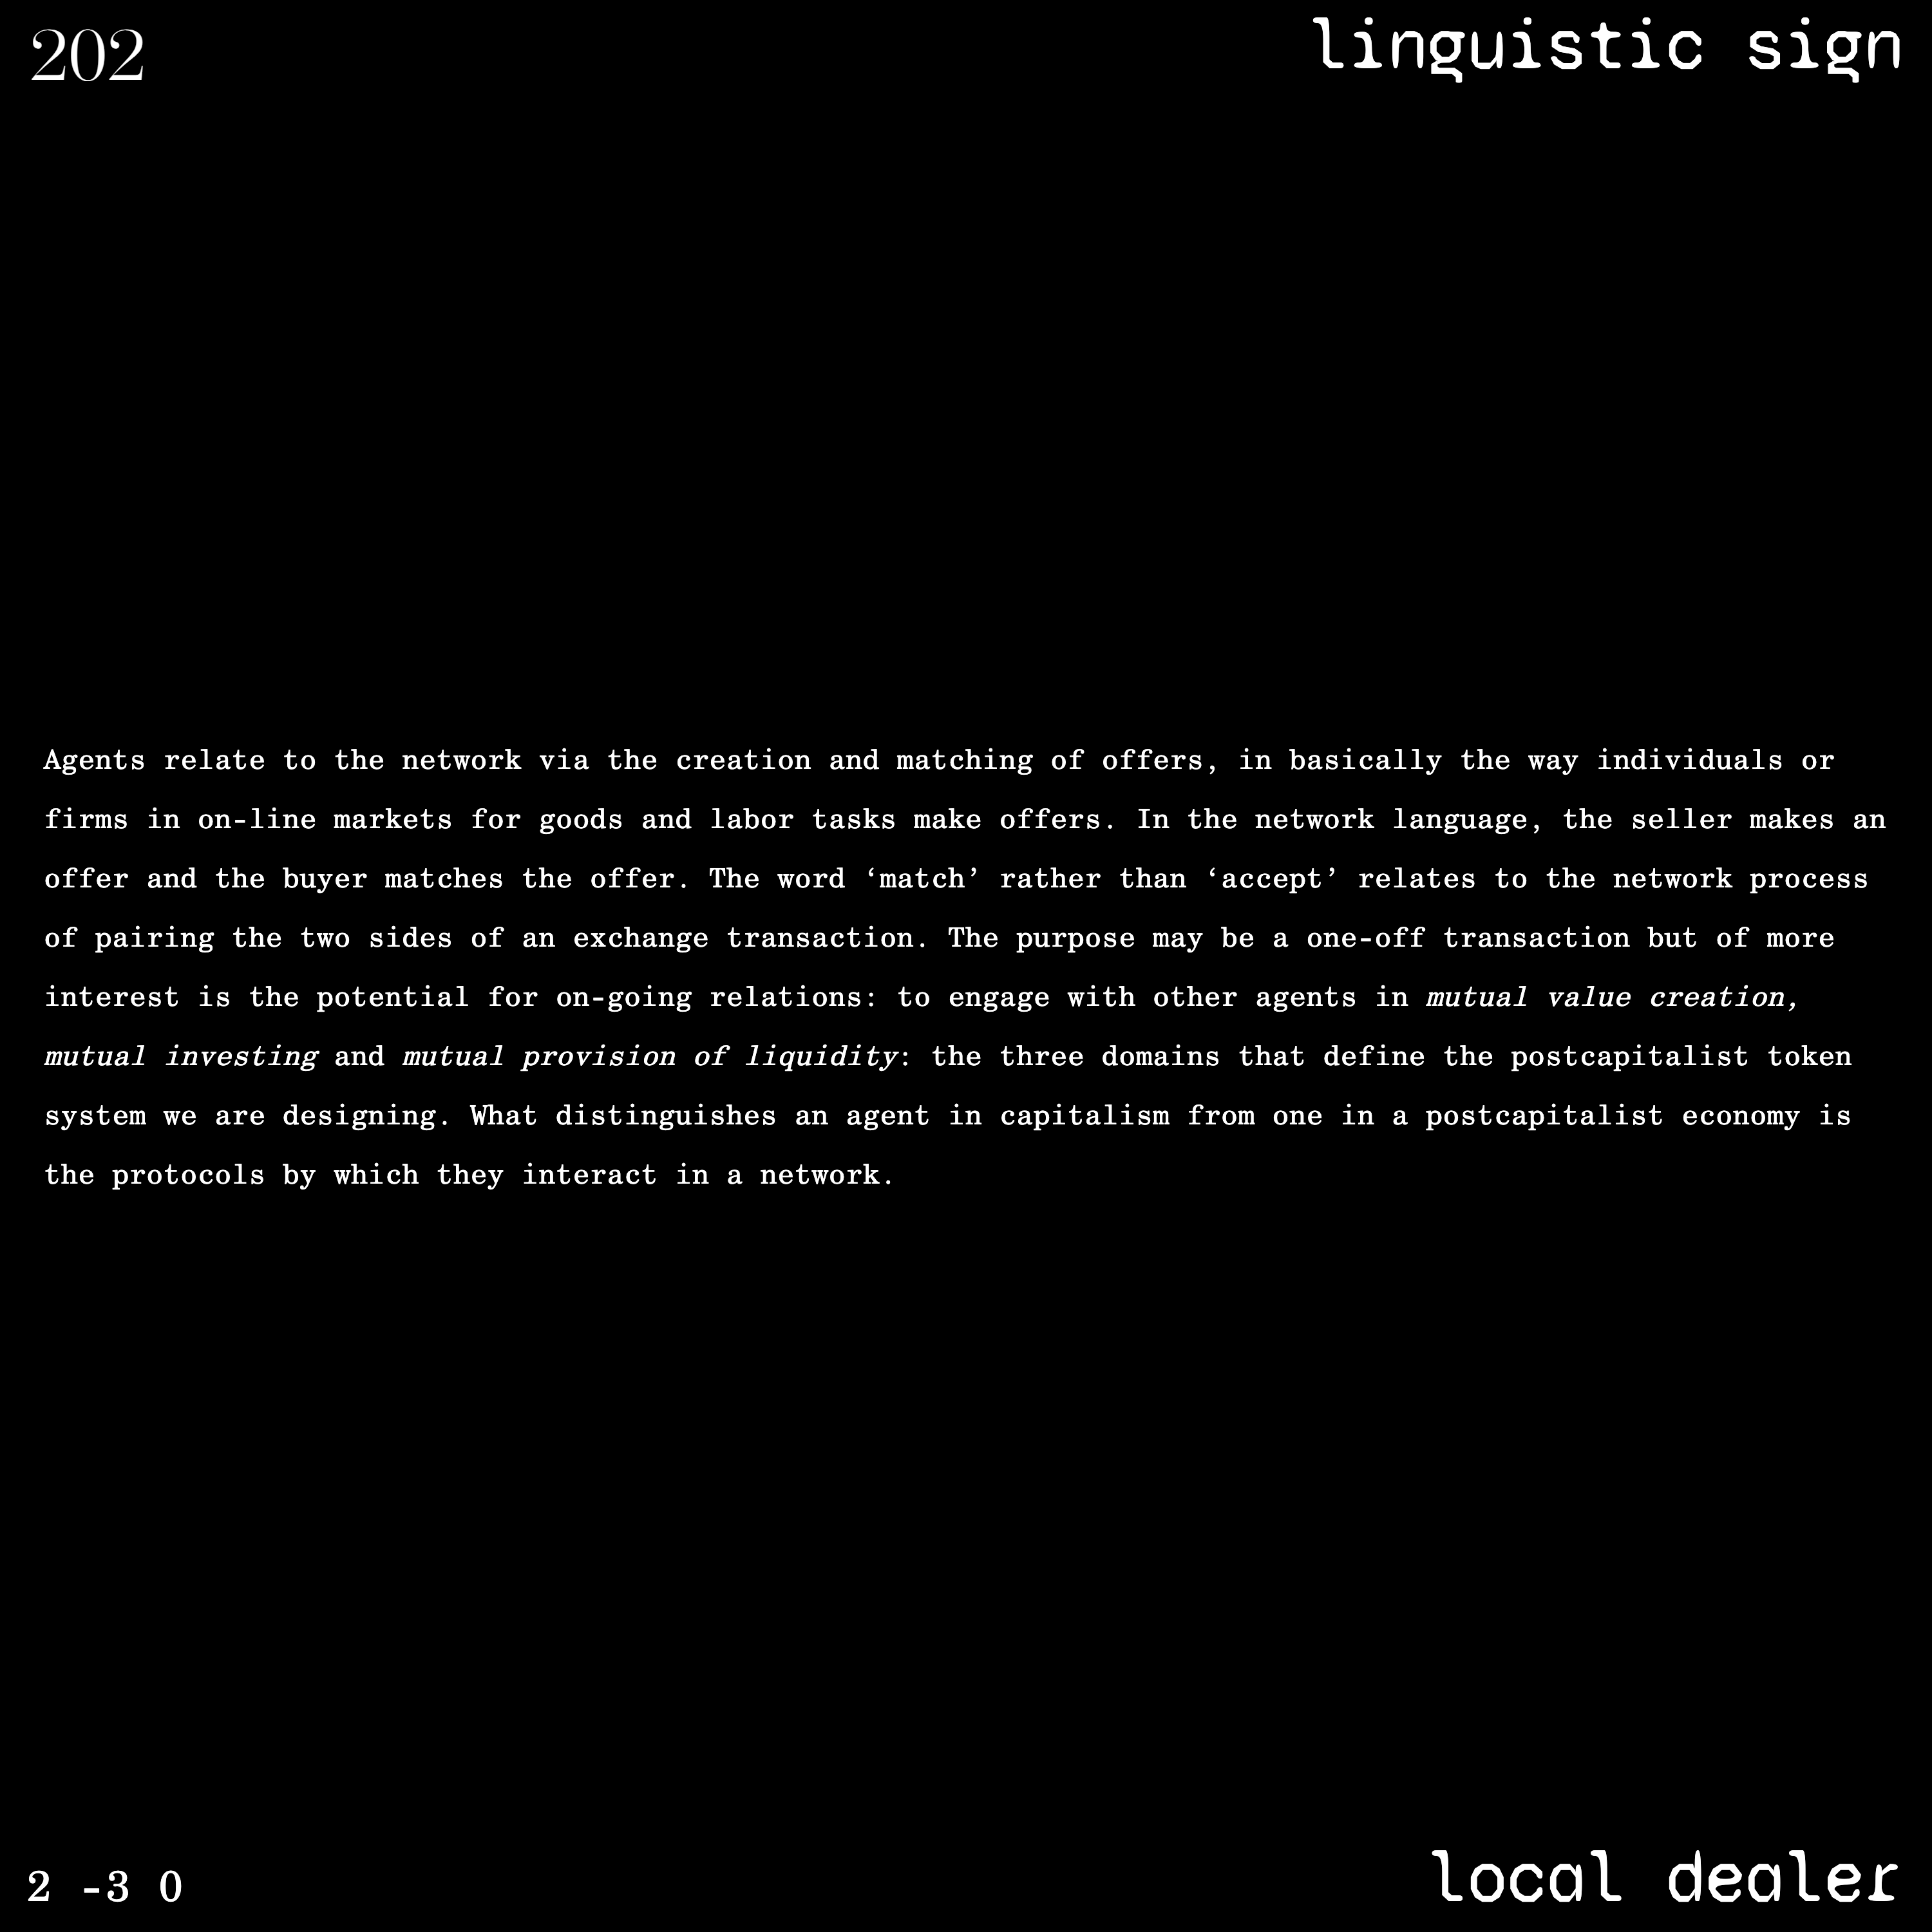 202
linguistic sign
Agents relate to the network via the creation and matching of offers, in basically the way individuals or
firms in on-line markets for goods and labor tasks make offers. In the network language, the seller makes an
offer and the buyer matches the offer. The word ‘match’ rather than ‘accept’ relates to the network process
of pairing the two sides of an exchange transaction. The purpose may be a one-off transaction but of more
interest is the potential for on-going relations: to engage with other agents in mutual value creation,
mutual investing and mutual provision of liquidity: the three domains that define the postcapitalist token
system we are designing. What distinguishes an agent in capitalism from one in a postcapitalist economy is
the protocols by which they interact in a network.
2 -3 0
local dealer